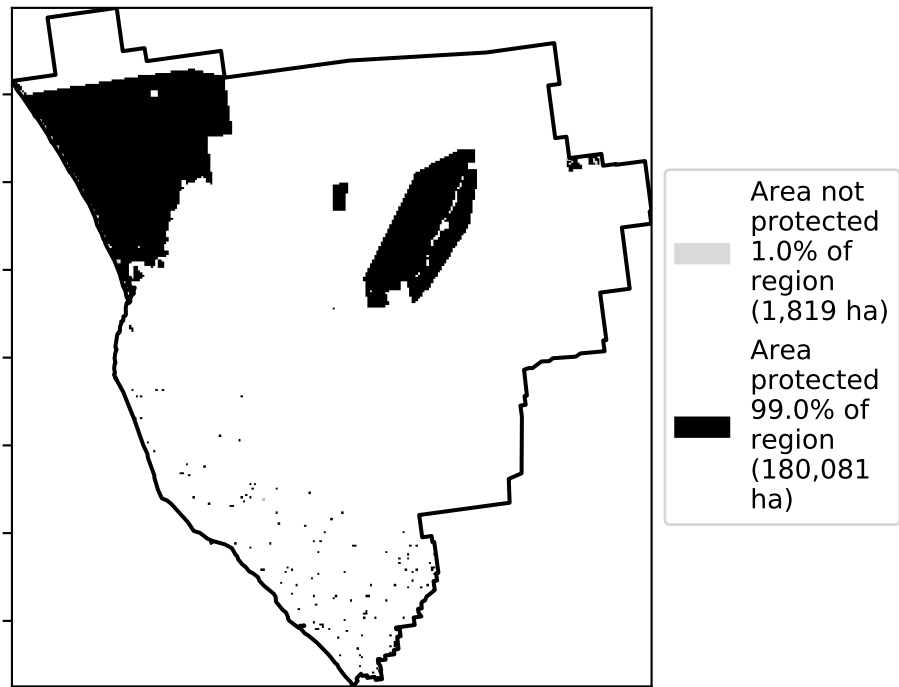 Area not
protected
1.0% of
region
(1,819 ha)
Area
protected
99.0% of
region
(180,081
ha)